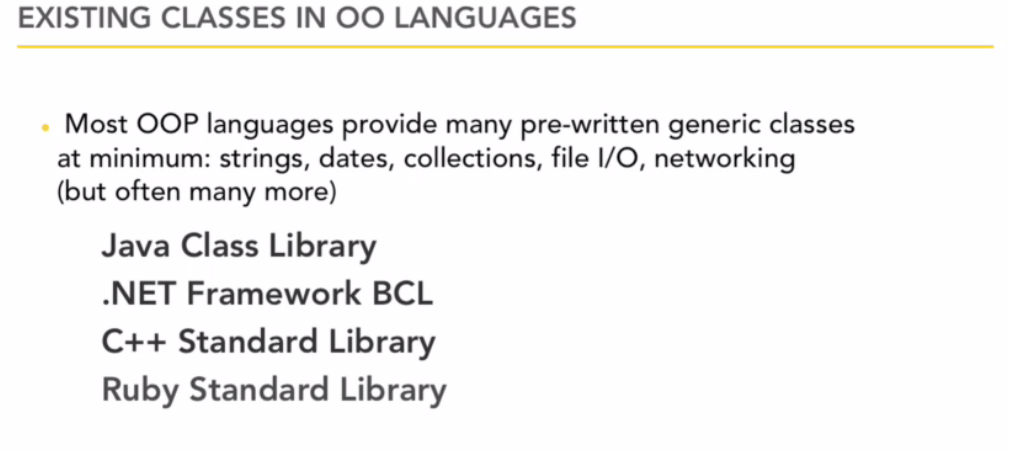 EXISTING CLASSES IN OO LANGUAGES
• Most OOP languages provide many pre-written generic classes
at minimum: strings, dates, collections, file I/O, networking
(but often many more)
Java Class Library
.NET Framework BCL
C++ Standard Library
Ruby Standard Library